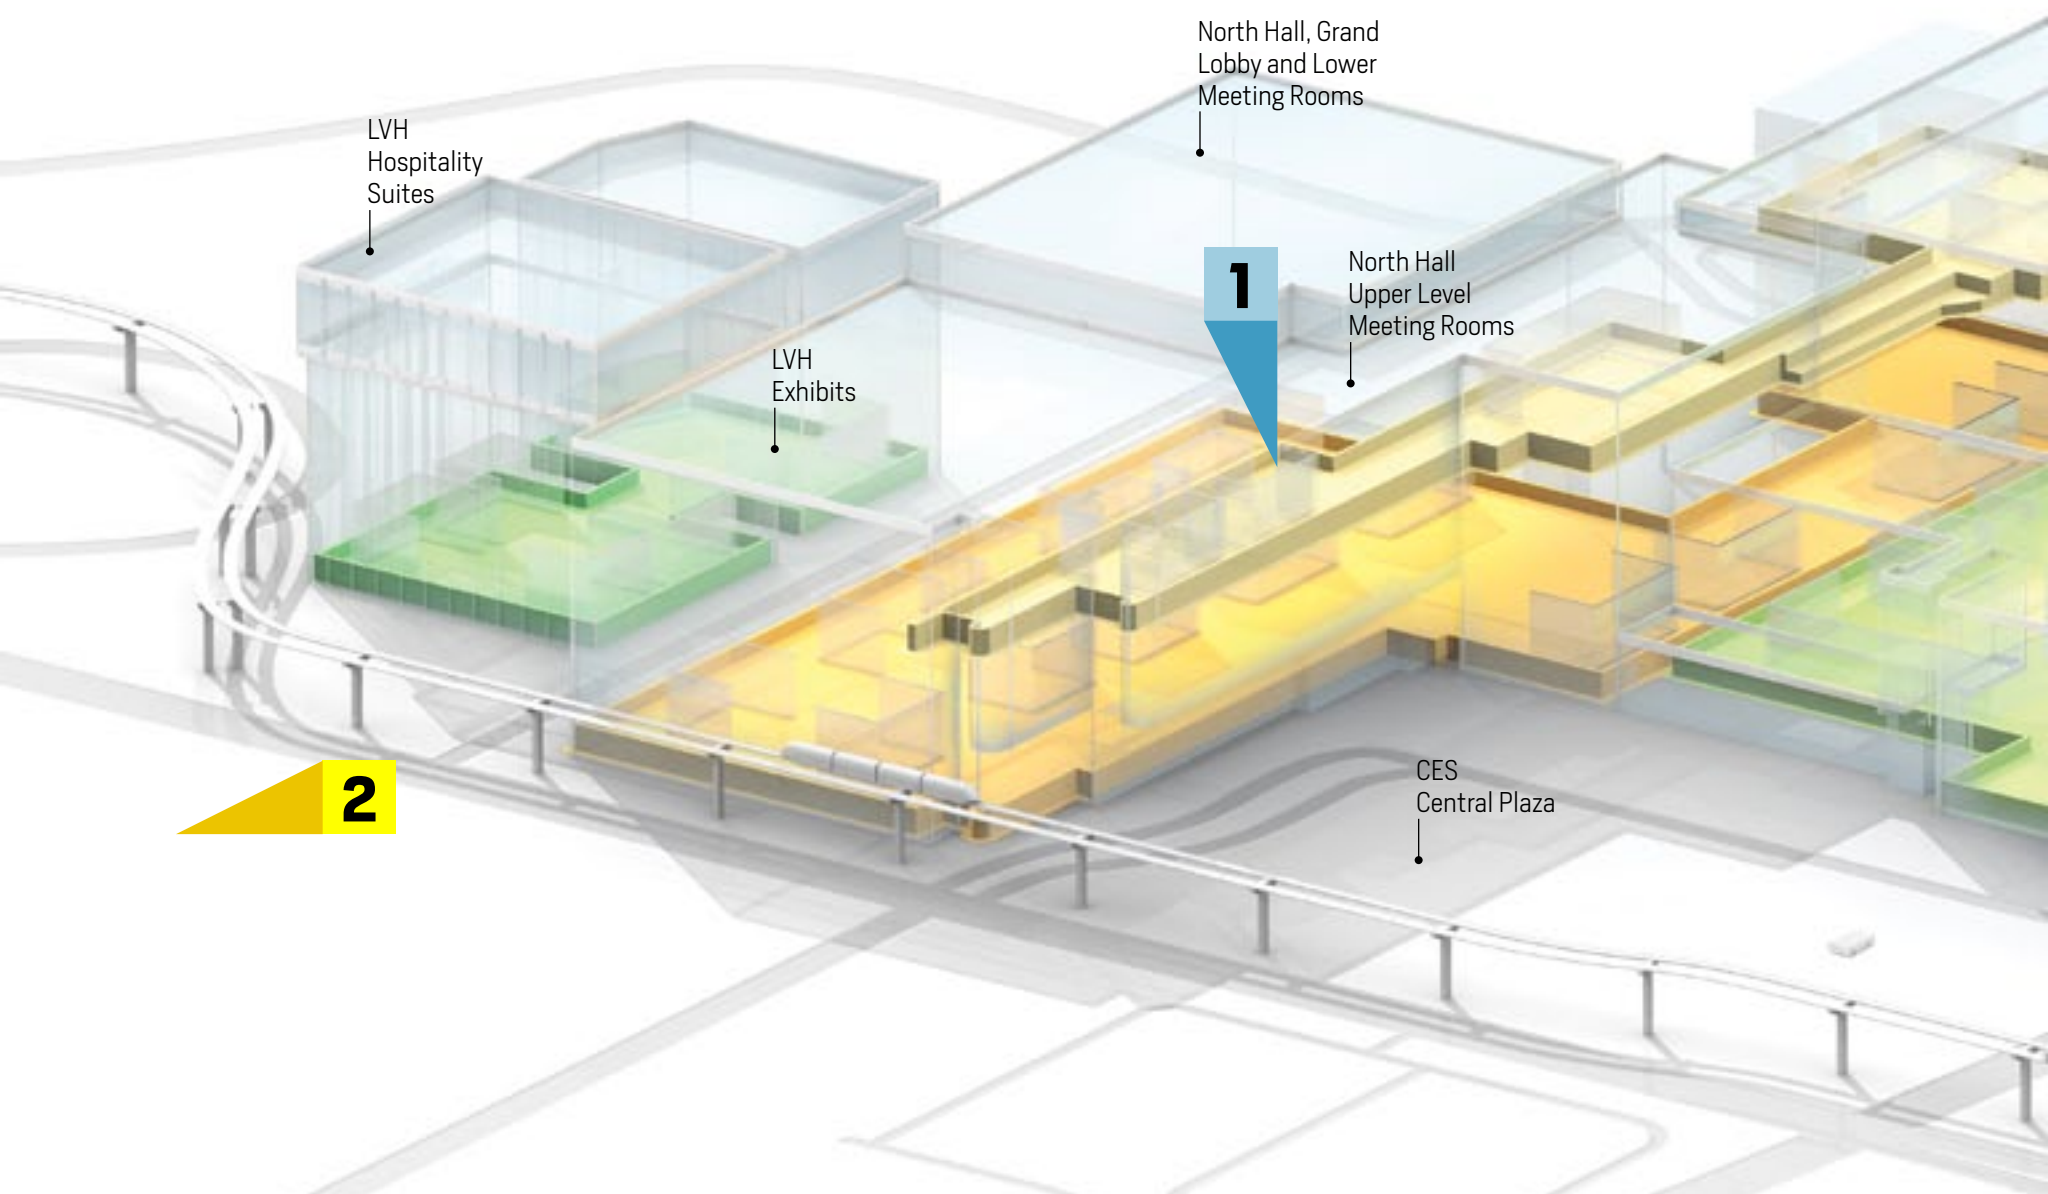 North Hall, Grand
Lobby and Lower
Meeting Rooms
LVH
Hospitality
Suites
1
North Hall
Upper Level
Meeting Rooms
LVH
Exhibits
2
CES
Central Plaza